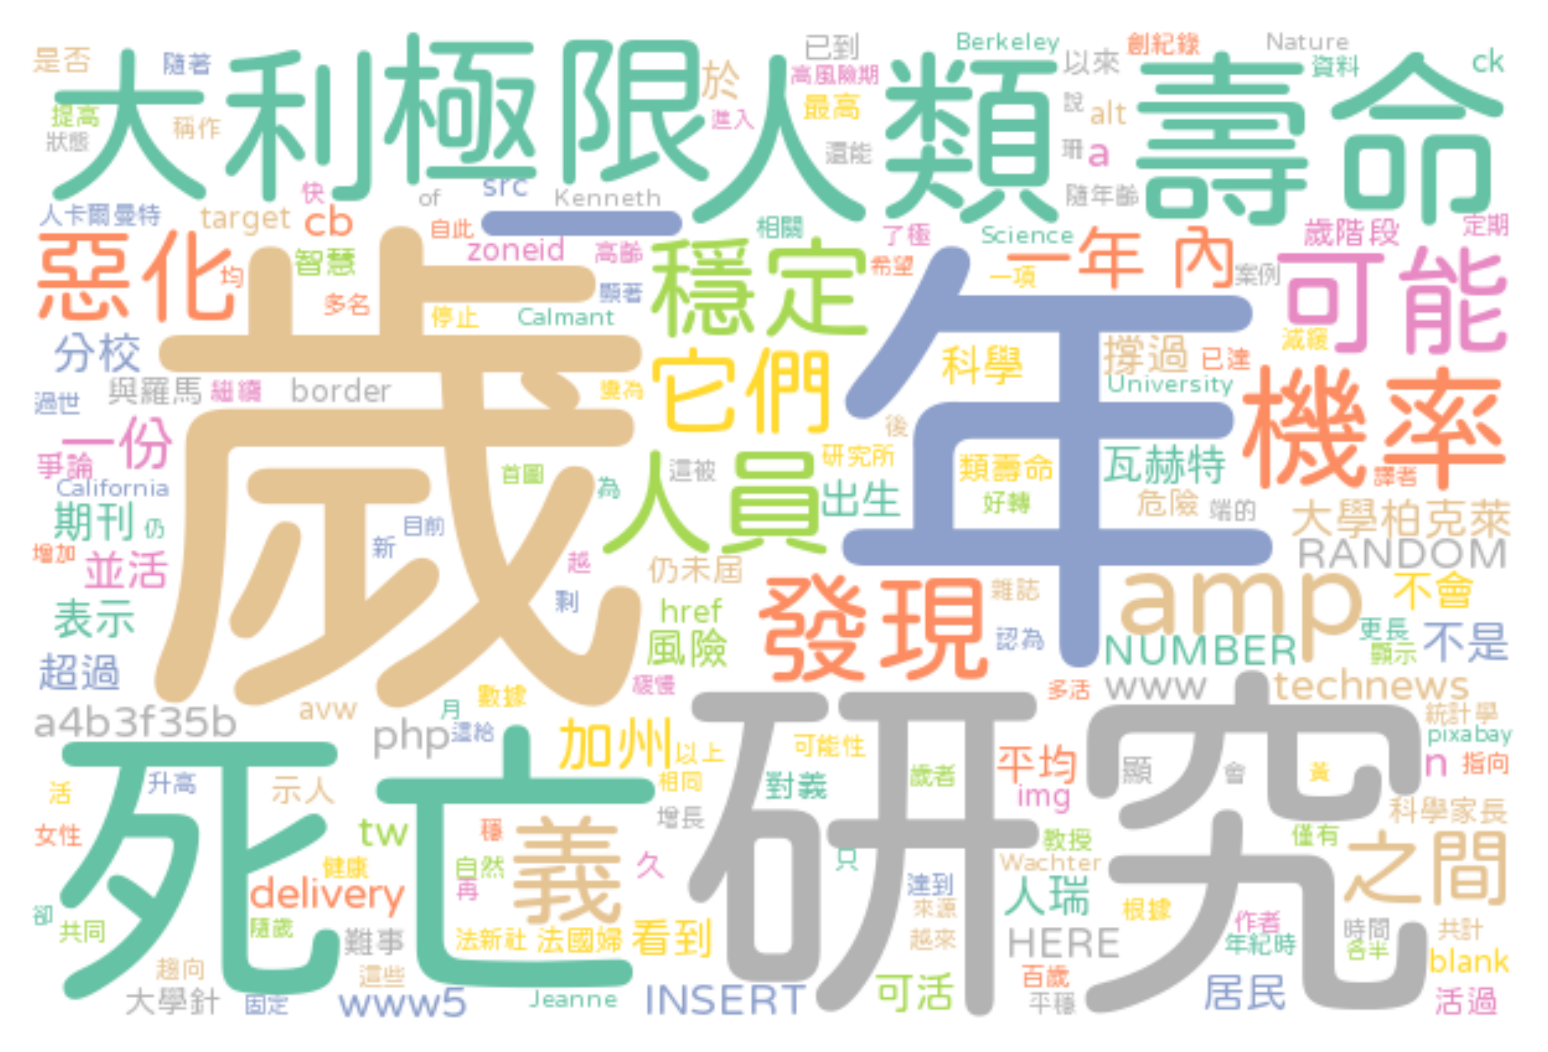 是否 隨著 大利 極限 於 人類 壽命 已到 Berkeley 以來 創紀錄 Nature 資料 ck
提高 狀態 稱作 高風險期 最高 進入 還能 說 alt 珊 a 隨年齡
人卡爾曼特 target 快 cb of src Kenneth 一 自此 相關 了極 Science 歲階段 定期
惡化 均 智慧 多名 zoneid 高齡 顯著 穩定 希望 一項 一年 內 案例 可能
停止 Calmant 歲 年 科學 撐過 已達 減緩
分校 與羅馬 繼續 border 變為 它們 University 機率
過世 一份 爭論 California 首圖 為 人員 這被 後 研究所 出生 類壽命 好轉 瓦赫特 危險 端的 譯者
期刊 仍 目前 新 大學柏克萊
增加 並活 越 仍未屆 發現 雜誌 RANDOM amp 不會
表示 剩 href 風險 認為 NUMBER 更長 顯示 不是
超過 緩慢 多活 www technews
a4b3f35b avw 月 數據 php 這給 加州 以上 可能性 研究 統計學 pixabay
死亡 活 升高 示人 相同 對義 歲者 平均 img 顯 會 黃 n 指向
女性 tw 穩 義 增長 科學家長
健康 自然 再 久 只 教授 Wachter 僅有 之間
delivery 達到 人瑞 根據
卻 共同 隨歲 難事 法新社 法國婦 看到 來源 越來 HERE 作者 年紀時 時間 各半 共計
趨向 這些 百歲 blank
大學針 固定 www5 Jeanne INSERT 可活 平穩 居民 活過